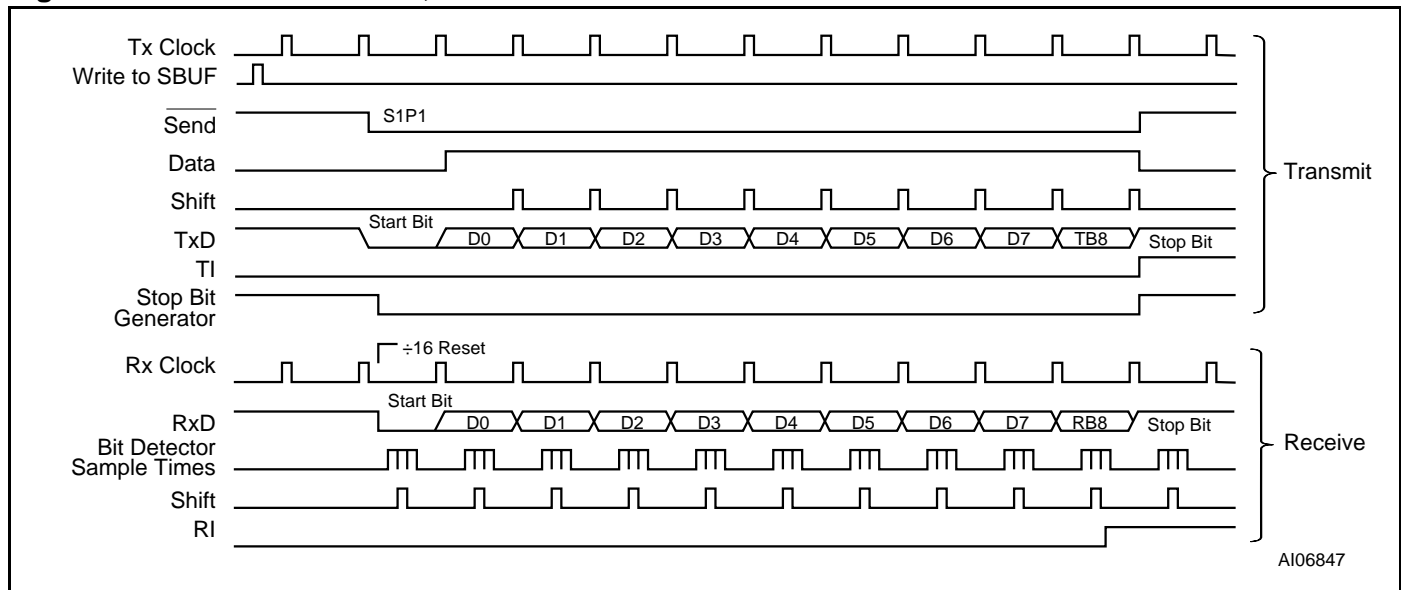 Tx Clock
Write to SBUF
Send
S1P1
Data
Shift
Start Bit
TxD
D0 D1 D2 D3 D4 D5 D6 D7 TB8 Stop Bit
TI
Stop Bit
Generator
Transmit
÷16 Reset
Rx Clock
Start Bit
RxD
D0 D1 D2 D3 D4 D5 D6 D7 RB8 Stop Bit
Bit Detector
Sample Times
Shift
RI
Receive
AI06847